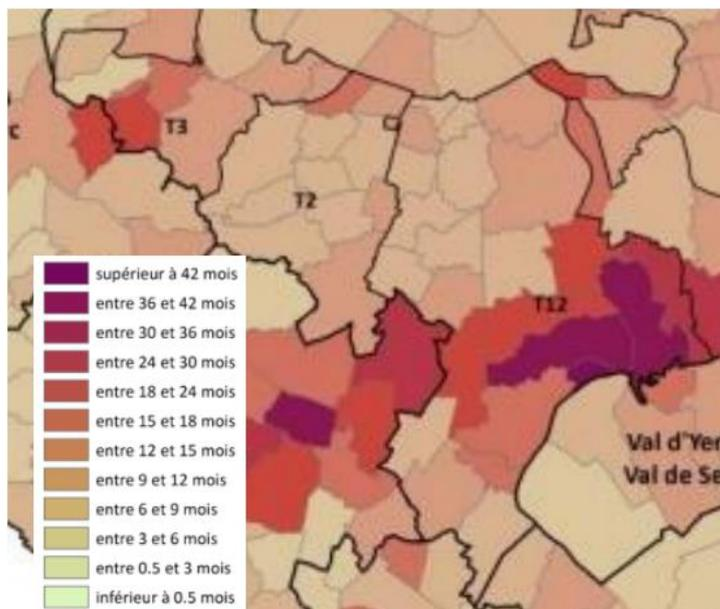 C
T3
T2
supérieur à 42 mois
entre 36 et 42 mois
entre 30 et 36 mois
entre 24 et 30 mois
entre 18 et 24 mois
entre 15 et 18 mois
entre 12 et 15 mois
entre 9 et 12 mois
entre 6 et 9 mois
entre 3 et 6 mois
entre 0.5 et 3 mois
inférieur à 0.5 mois
T12
Val d'Yer
Val de Se